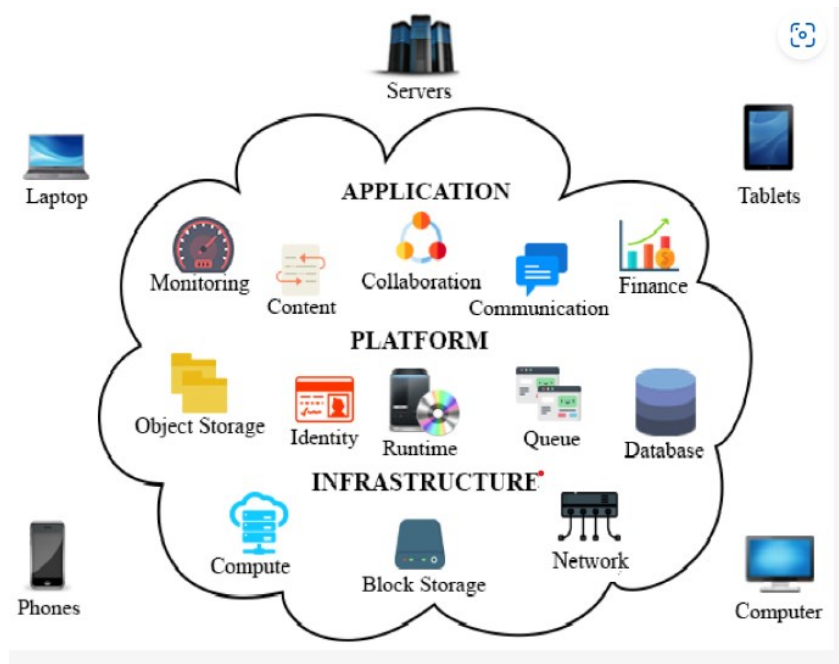 Servers
Laptop
Tablets
APPLICATION
Monitoring
Content
Collaboration
Communication
Finance
PLATFORM
Object Storage
Identity
Runtime
Queue
Database
INFRASTRUCTURE
Compute
Block Storage
Network
Phones
Computer